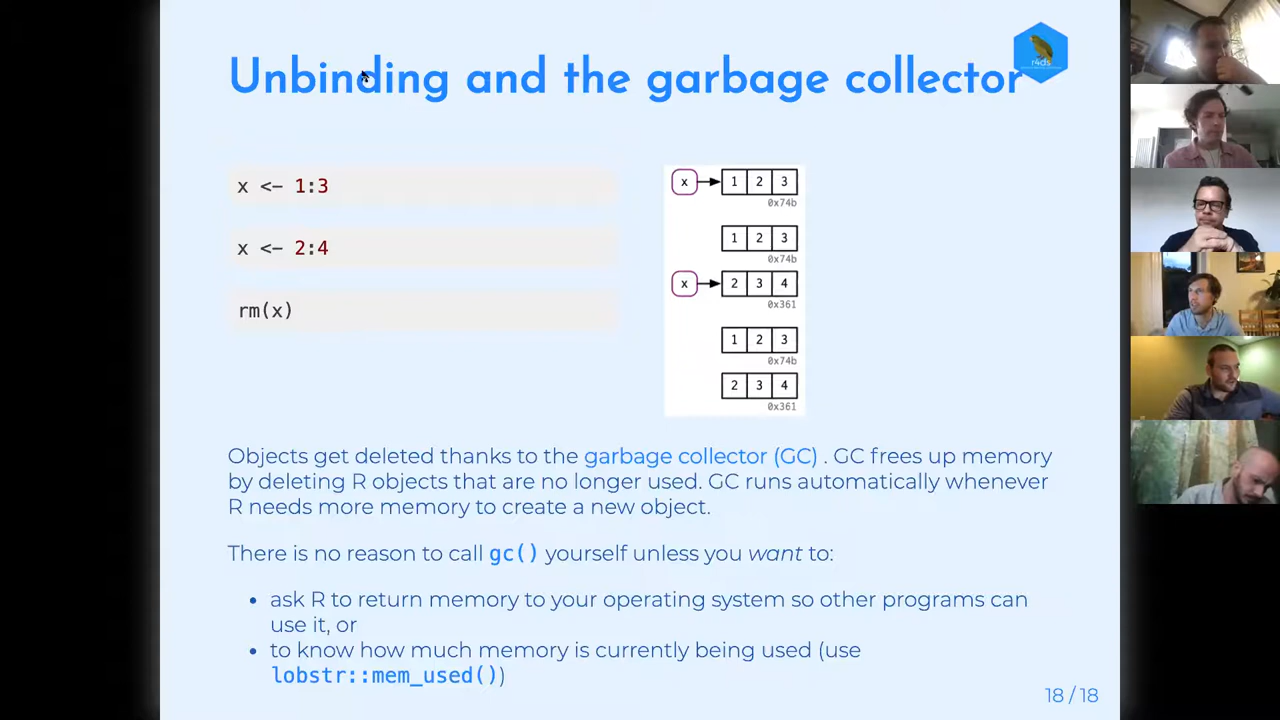 Unbinding and the garbage collector
r4ds
x <- 1:3
x <- 2:4
rm(x)
x 1 2 3
0x74b
1 2 3
0x74b
x 2 3 4
0x361
1 2 3
0x74b
2 3 4
0x361
Objects get deleted thanks to the garbage collector (GC) . GC frees up memory
by deleting R objects that are no longer used. GC runs automatically whenever
R needs more memory to create a new object.
There is no reason to call gc() yourself unless you want to:
• ask R to return memory to your operating system so other programs can
use it, or
• to know how much memory is currently being used (use
lobstr::mem_used())
18 / 18